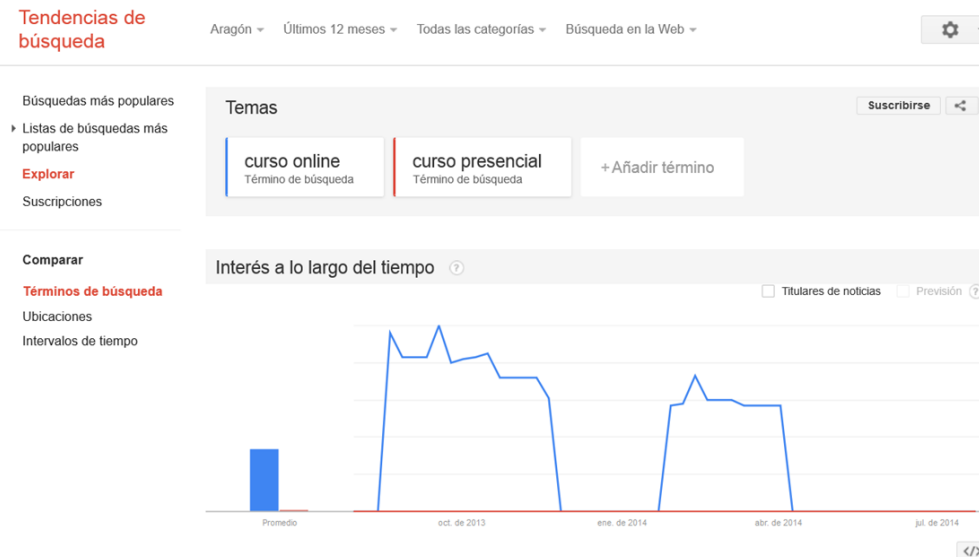 Tendencias de
búsqueda
Aragón
Últimos 12 meses
Todas las categorías
Búsqueda en la Web
Búsquedas más populares
Listas de búsquedas más
populares
Explorar
Suscripciones
Comparar
Términos de búsqueda
Ubicaciones
Intervalos de tiempo
Temas
Suscribirse
curso online
Término de búsqueda
curso presencial
Término de búsqueda
+Añadir término
Interés a lo largo del tiempo ?
Titulares de noticias
Previsión ?
Promedio
oct. de 2013
ene. de 2014
abr. de 2014
jul. de 2014
</>